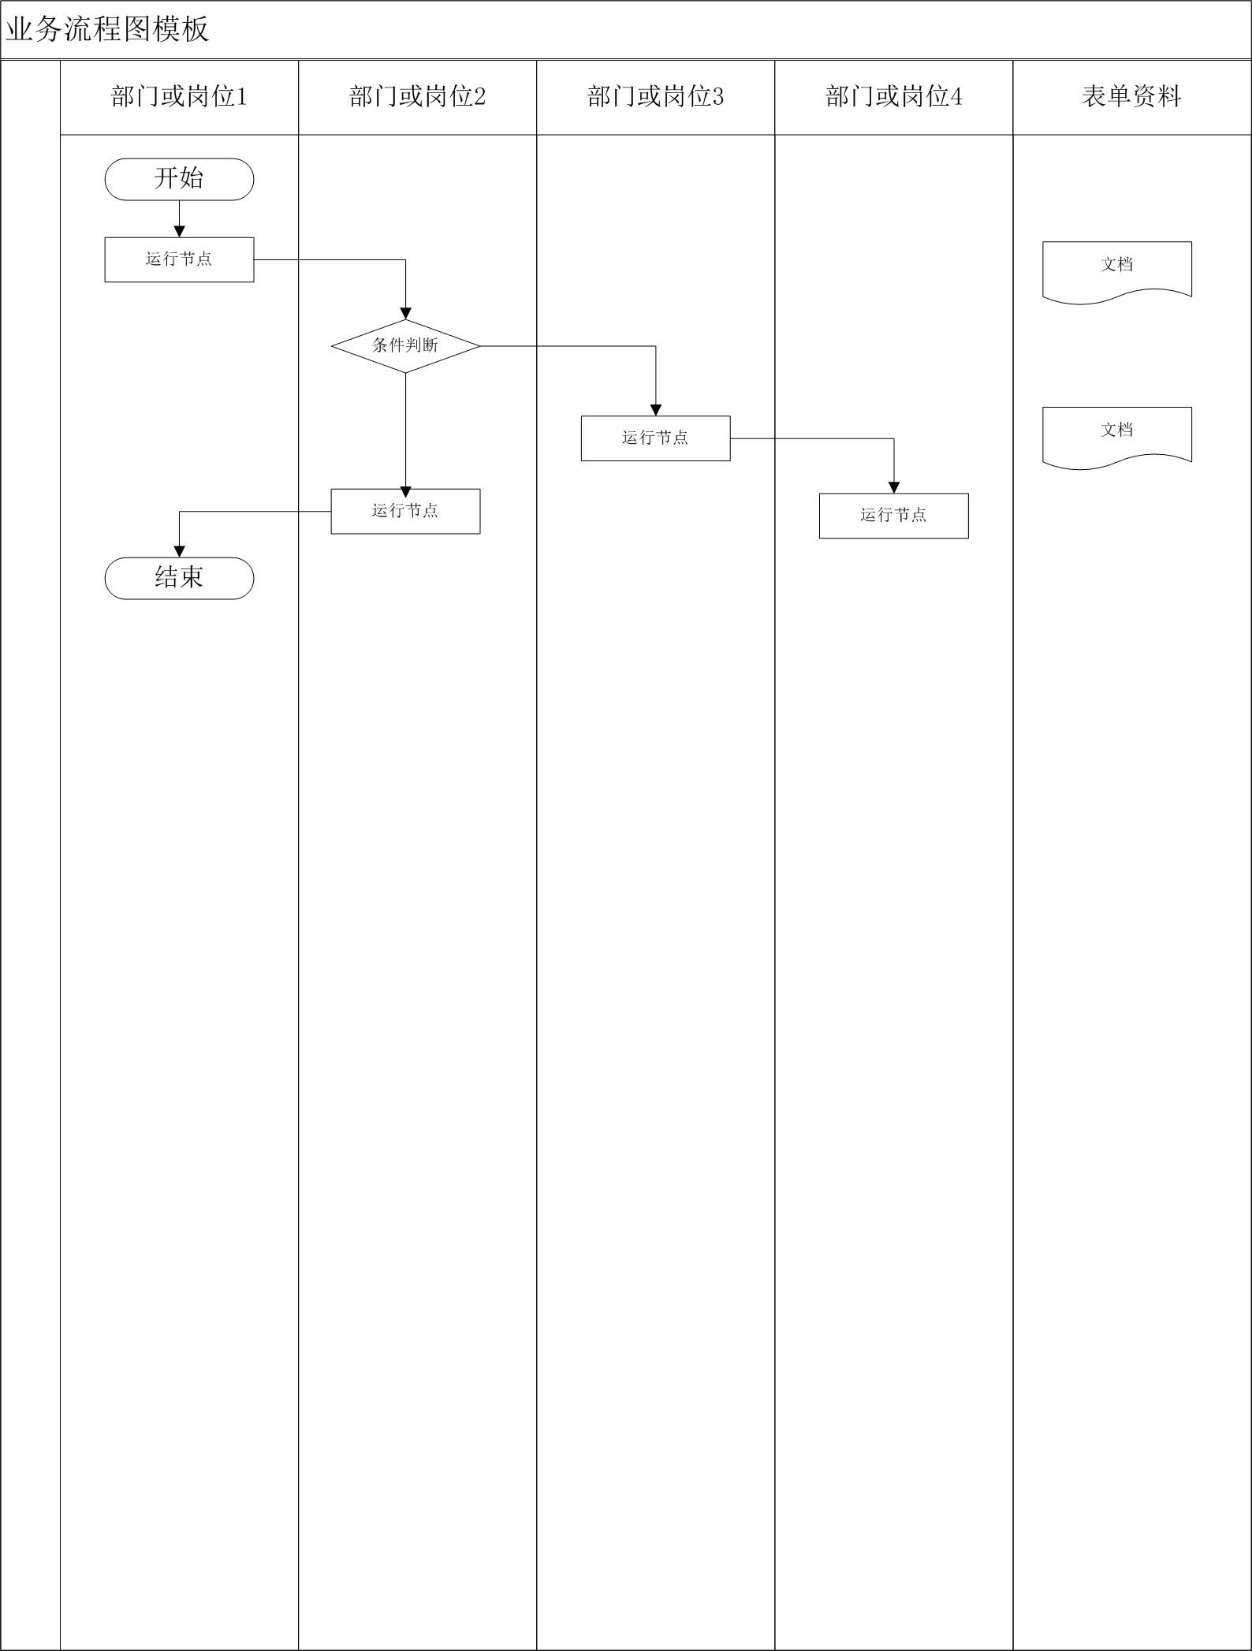 业务流程图模板
部门或岗位1
部门或岗位2
部门或岗位3
部门或岗位4
表单资料
开始
运行节点
文档
条件判断
运行节点
文档
运行节点
运行节点
结束